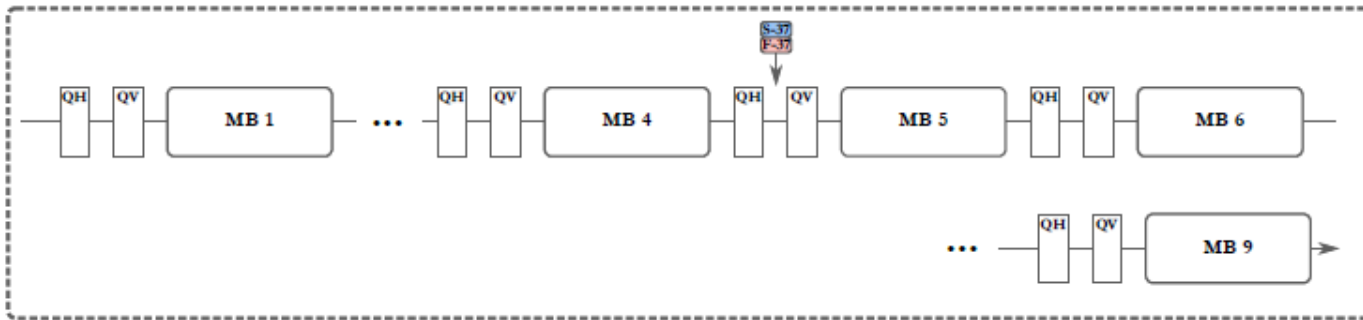 S-37
F-37
QH QV MB 1 ... QH QV MB 4 QH QV MB 5 QH QV MB 6
... QH QV MB 9